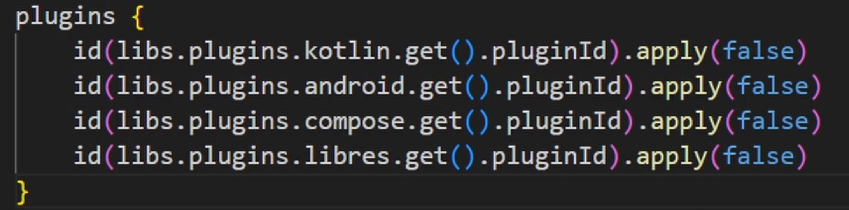 plugins {
    id(libs.plugins.kotlin.get().pluginId).apply(false)
    id(libs.plugins.android.get().pluginId).apply(false)
    id(libs.plugins.compose.get().pluginId).apply(false)
    id(libs.plugins.libres.get().pluginId).apply(false)
}